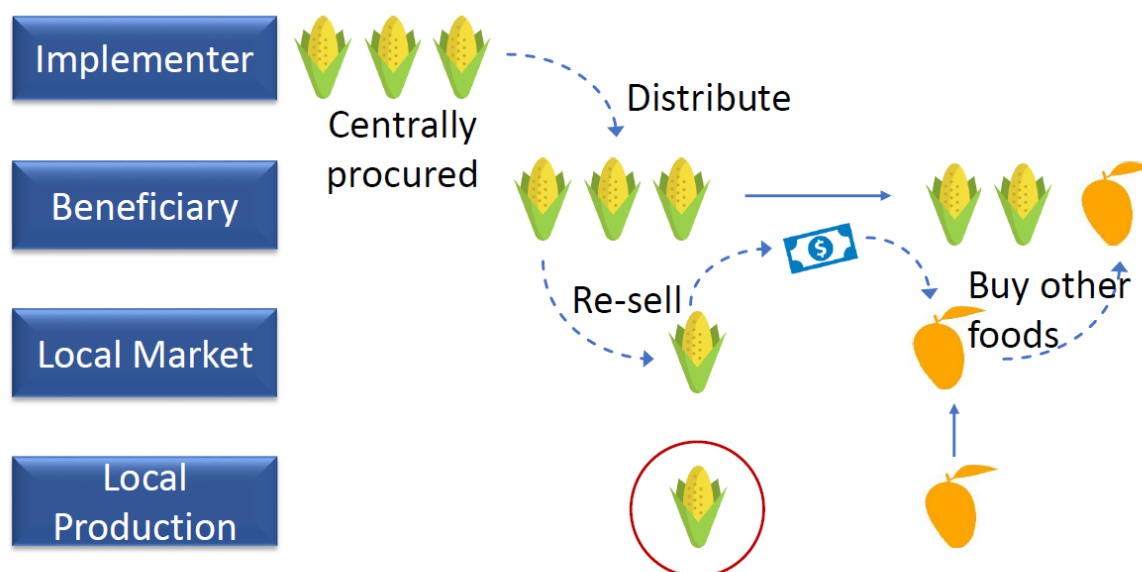 Implementer
Distribute
Centrally
procured
Beneficiary
$
Re-sell
Buy other
foods
Local Market
Local
Production